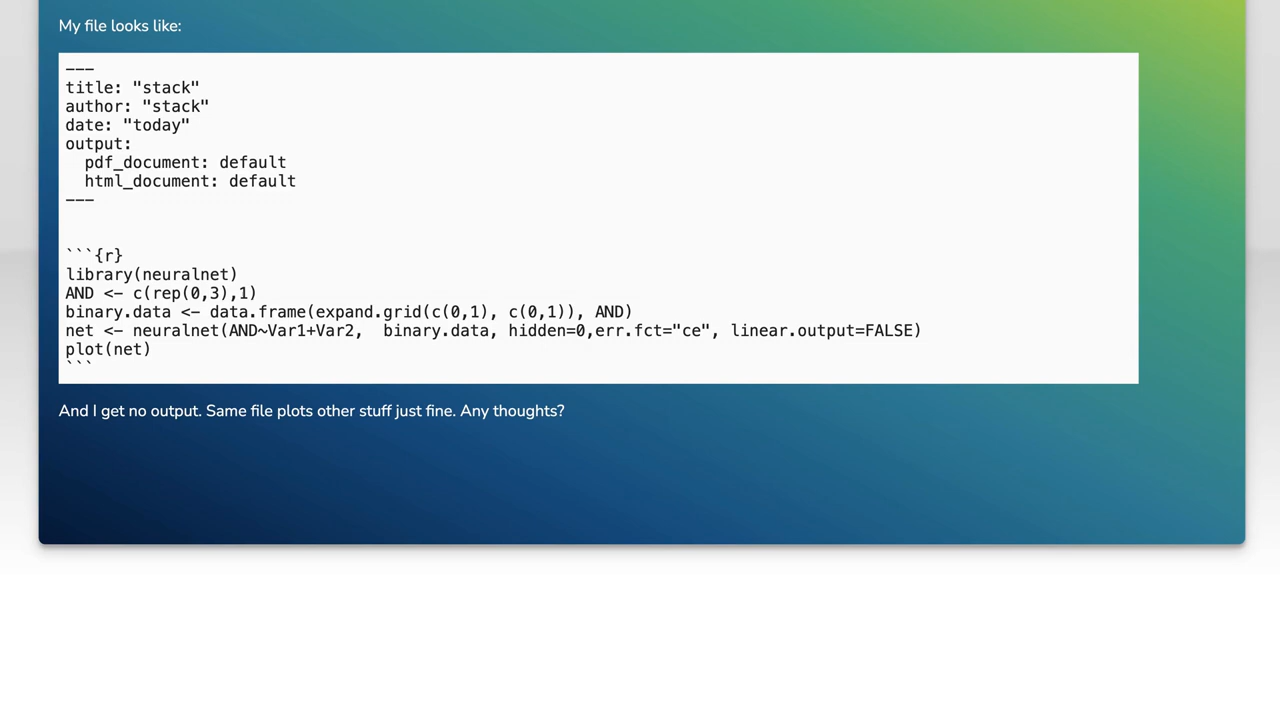 My file looks like:
---
title: "stack"
author: "stack"
date: "today"
output:
  pdf_document: default
  html_document: default
---
```{r}
library(neuralnet)
AND <- c(rep(0,3),1)
binary.data <- data.frame(expand.grid(c(0,1), c(0,1)), AND)
net <- neuralnet(AND~Var1+Var2,  binary.data, hidden=0,err.fct="ce", linear.output=FALSE)
plot(net)
```
And I get no output. Same file plots other stuff just fine. Any thoughts?